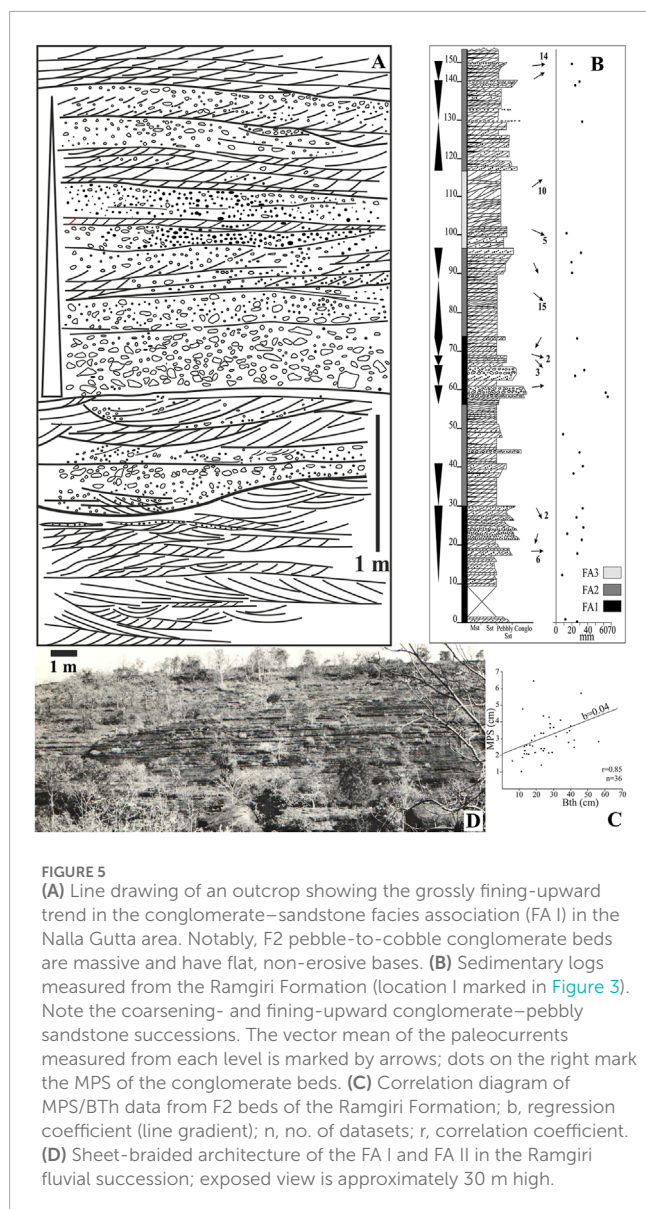 A
1 m
B
150
140
130
120
110
100
90
80
70
60
50
40
30
20
10
0
14
10
5
15
2
3
2
6
FA3
FA2
FA1
Mst Sst Pebbly Conglo
Sst
0 20 6070
mm
1 m
D
7
6
5
4
3
2
1
MPS (cm)
b=0.04
r=0.85
n=36
0 10 20 30 40 50 60 70
Bth (cm)
C
FIGURE 5
(A) Line drawing of an outcrop showing the grossly fining-upward
trend in the conglomerate–sandstone facies association (FA I) in the
Nalla Gutta area. Notably, F2 pebble-to-cobble conglomerate beds
are massive and have flat, non-erosive bases. (B) Sedimentary logs
measured from the Ramgiri Formation (location I marked in Figure 3).
Note the coarsening- and fining-upward conglomerate–pebbly
sandstone successions. The vector mean of the paleocurrents
measured from each level is marked by arrows; dots on the right mark
the MPS of the conglomerate beds. (C) Correlation diagram of
MPS/BTh data from F2 beds of the Ramgiri Formation; b, regression
coefficient (line gradient); n, no. of datasets; r, correlation coefficient.
(D) Sheet-braided architecture of the FA I and FA II in the Ramgiri
fluvial succession; exposed view is approximately 30 m high.